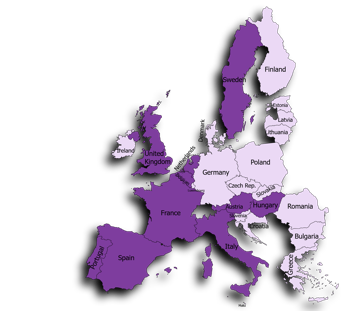 Finland
Sweden
Estonia
Latvia
Lithuania
Denmark
Ireland
United
Kingdom
Netherlands
Poland
Germany
Czech Rep.
Slovakia
Austria
Hungary
Romania
France
Slovenia
Croatia
Bulgaria
Italy
Portugal
Spain
Greece